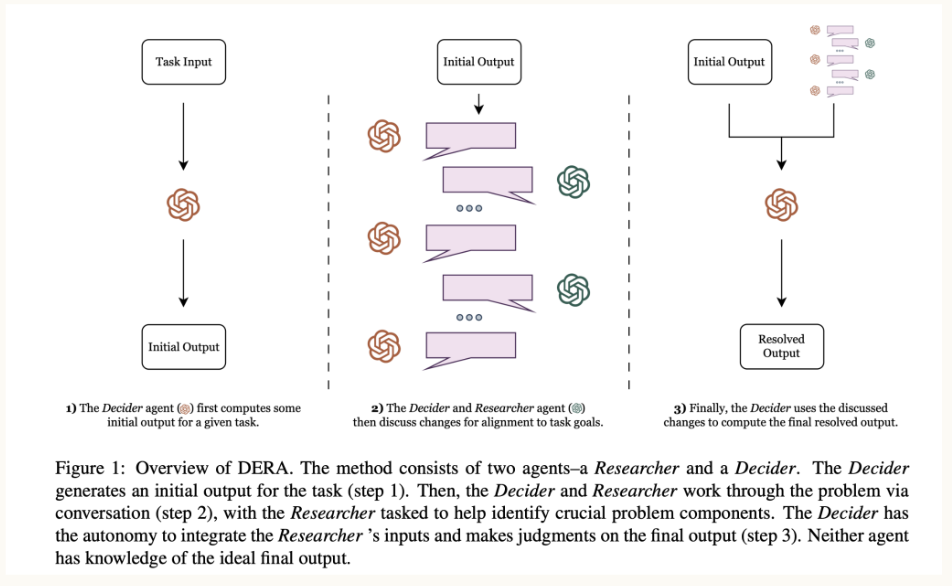 Task Input
Initial Output
1) The Decider agent () first computes some
initial output for a given task.
Initial Output
2) The Decider and Researcher agent ()
then discuss changes for alignment to task goals.
Initial Output
Resolved
Output
3) Finally, the Decider uses the discussed
changes to compute the final resolved output.
Figure 1: Overview of DERA. The method consists of two agents–a Researcher and a Decider. The Decider
generates an initial output for the task (step 1). Then, the Decider and Researcher work through the problem via
conversation (step 2), with the Researcher tasked to help identify crucial problem components. The Decider has
the autonomy to integrate the Researcher 's inputs and makes judgments on the final output (step 3). Neither agent
has knowledge of the ideal final output.